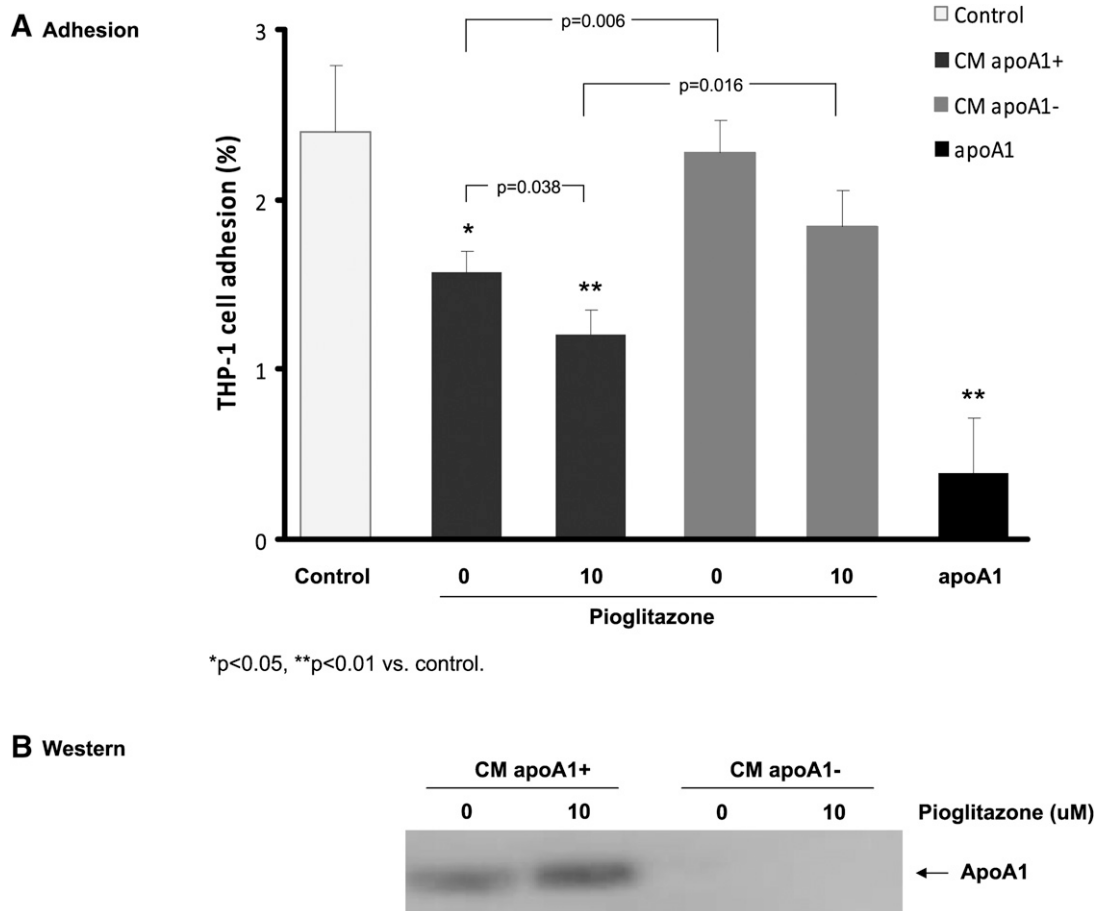 A Adhesion
Control
CM apoA1+
CM apoA1-
apoA1
THP-1 cell adhesion (%)
3
2
1
0
p=0.006
p=0.016
p=0.038
*
**
**
Control 0 10 0 10 apoA1
Pioglitazone
*p<0.05, **p<0.01 vs. control.
B Western
CM apoA1+ CM apoA1-
0 10 0 10 Pioglitazone (uM)
← ApoA1